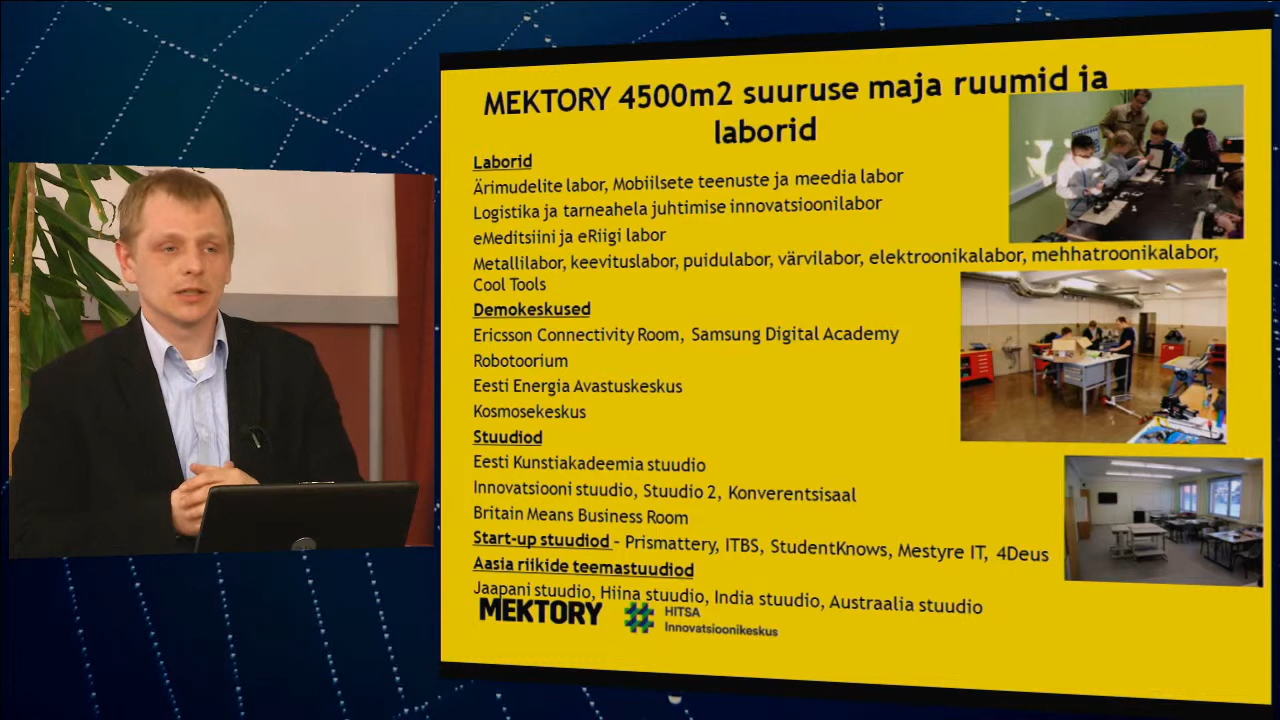 MEKTORY 4500m2 suuruse maja ruumid ja
laborid
Laborid
Ärimudelite labor, Mobiilsete teenuste ja meedia labor
Logistika ja tarneahela juhtimise innovatsioonilabor
eMeditsiini ja eRiigi labor
Metallilabor, keevituslabor, puidulabor, värvilabor, elektroonikalabor, mehhatroonikalabor,
Cool Tools
Demokeskused
Ericsson Connectivity Room, Samsung Digital Academy
Robotoorium
Eesti Energia Avastuskeskus
Kosmosekeskus
Stuudiod
Eesti Kunstiakadeemia stuudio
Innovatsiooni stuudio, Stuudio 2, Konverentsisaal
Britain Means Business Room
Start-up stuudiod - Prismattery, ITBS, StudentKnows, Mestyre IT, 4Deus
Aasia riikide teemastuudiod
Jaapani stuudio, Hiina stuudio, India stuudio, Austraalia stuudio
MEKTORY
HITSA
Innovatsioonikeskus